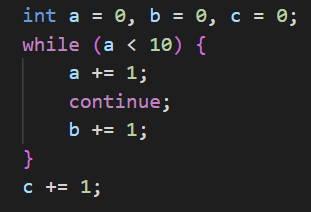 int a = 0, b = 0, c = 0;
while (a < 10) {
    a += 1;
    continue;
    b += 1;
}
c += 1;